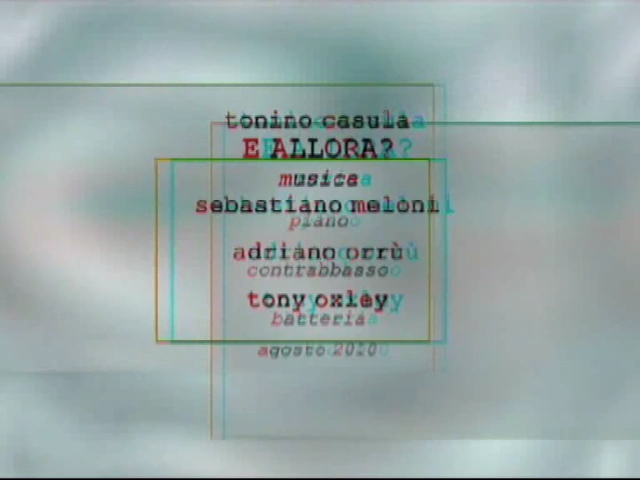 tonino casula
E ALLORA?
musica
sebastiano meloni
piano
adriano orrù
contrabbasso
tony oxley
batteria
agosto 2010